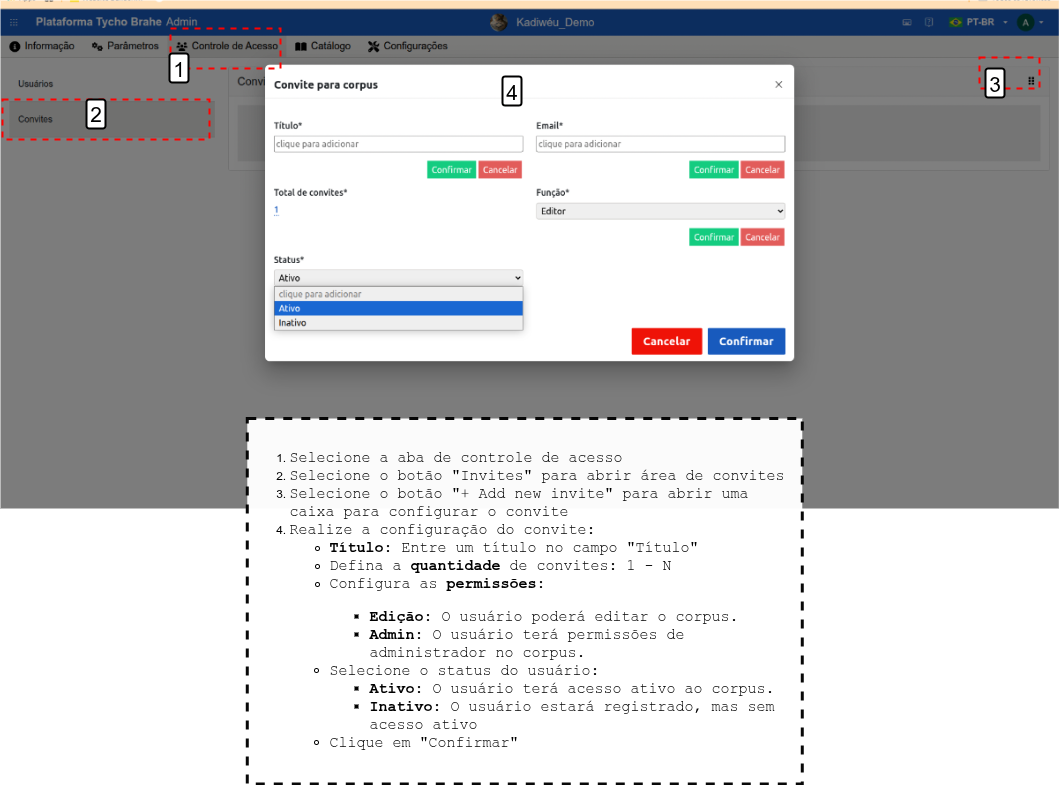 Plataforma Tycho Brahe Admin
Kadiwéu_Demo
PT-BR
A
Informação
Parâmetros
Controle de Acesso
Catálogo
Configurações
1
Usuários
Convites
2
3
Convite para corpus
4
×
Título*
clique para adicionar
Confirmar Cancelar
Email*
clique para adicionar
Confirmar Cancelar
Total de convites*
1
Função*
Editor
Confirmar Cancelar
Status*
Ativo
clique para adicionar
Ativo
Inativo
Cancelar
Confirmar
1. Selecione a aba de controle de acesso
2. Selecione o botão "Invites" para abrir área de convites
3. Selecione o botão "+ Add new invite" para abrir uma
caixa para configurar o convite
4. Realize a configuração do convite:
Título: Entre um título no campo "Título"
Defina a quantidade de convites: 1 - N
Configura as permissões:
Edição: O usuário poderá editar o corpus.
Admin: O usuário terá permissões de
administrador no corpus.
Selecione o status do usuário:
Ativo: O usuário terá acesso ativo ao corpus.
Inativo: O usuário estará registrado, mas sem
acesso ativo
Clique em "Confirmar"